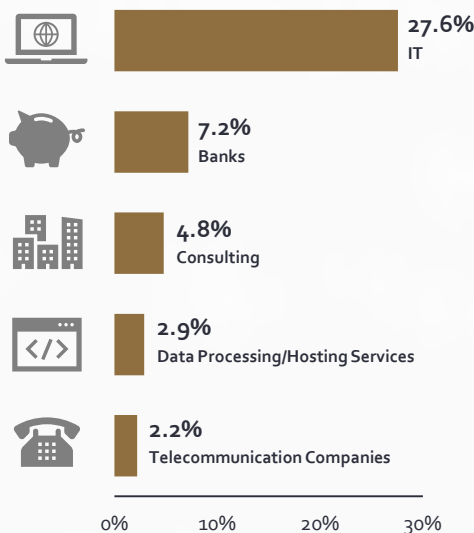 27.6%
IT
7.2%
Banks
4.8%
Consulting
</>
2.9%
Data Processing/Hosting Services
2.2%
Telecommunication Companies
0% 10% 20% 30%